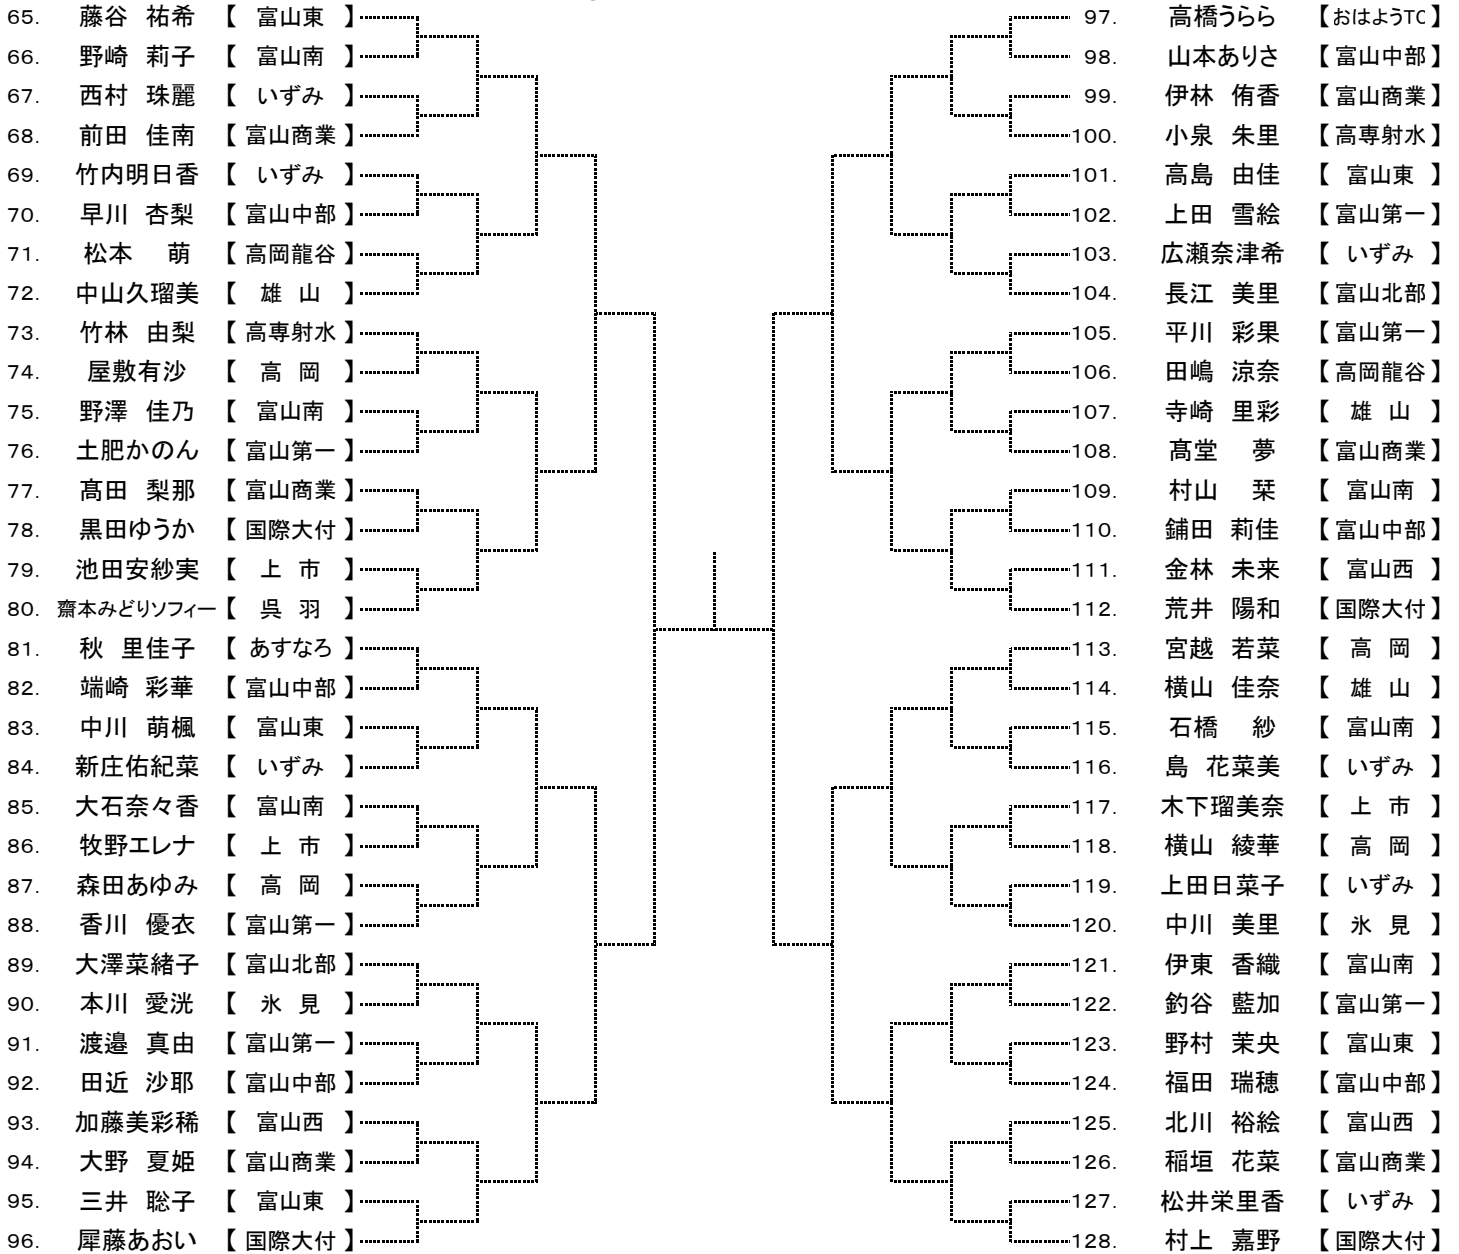 65. 藤谷 祐希 【 富山東 】
66. 野崎 莉子 【 富山南 】
67. 西村 珠麗 【 いずみ 】
68. 前田 佳南 【 富山商業 】
69. 竹内明日香 【 いずみ 】
70. 早川 杏梨 【 富山中部 】
71. 松本 萌 【 高岡龍谷 】
72. 中山久瑠美 【 雄 山 】
73. 竹林 由梨 【 高専射水 】
74. 屋敷有沙 【 高 岡 】
75. 野澤 佳乃 【 富山南 】
76. 土肥かのん 【 富山第一 】
77. 髙田 梨那 【 富山商業 】
78. 黒田ゆうか 【 国際大付 】
79. 池田安紗実 【 上 市 】
80. 齋本みどりソフィー 【 呉 羽 】
81. 秋 里佳子 【 あすなろ 】
82. 端崎 彩華 【 富山中部 】
83. 中川 萌楓 【 富山東 】
84. 新庄佑紀菜 【 いずみ 】
85. 大石奈々香 【 富山南 】
86. 牧野エレナ 【 上 市 】
87. 森田あゆみ 【 高 岡 】
88. 香川 優衣 【 富山第一 】
89. 大澤菜緒子 【 富山北部 】
90. 本川 愛洸 【 氷 見 】
91. 渡邉 真由 【 富山第一 】
92. 田近 沙耶 【 富山中部 】
93. 加藤美彩稀 【 富山西 】
94. 大野 夏姫 【 富山商業 】
95. 三井 聡子 【 富山東 】
96. 犀藤あおい 【 国際大付 】
97. 高橋うらら 【おはようTC】
98. 山本ありさ 【 富山中部 】
99. 伊林 侑香 【 富山商業 】
100. 小泉 朱里 【 高専射水 】
101. 高島 由佳 【 富山東 】
102. 上田 雪絵 【 富山第一 】
103. 広瀬奈津希 【 いずみ 】
104. 長江 美里 【 富山北部 】
105. 平川 彩果 【 富山第一 】
106. 田嶋 涼奈 【 高岡龍谷 】
107. 寺崎 里彩 【 雄 山 】
108. 髙堂 夢 【 富山商業 】
109. 村山 栞 【 富山南 】
110. 鋪田 莉佳 【 富山中部 】
111. 金林 未来 【 富山西 】
112. 荒井 陽和 【 国際大付 】
113. 宮越 若菜 【 高 岡 】
114. 横山 佳奈 【 雄 山 】
115. 石橋 紗 【 富山南 】
116. 島 花菜美 【 いずみ 】
117. 木下瑠美奈 【 上 市 】
118. 横山 綾華 【 高 岡 】
119. 上田日菜子 【 いずみ 】
120. 中川 美里 【 氷 見 】
121. 伊東 香織 【 富山南 】
122. 釣谷 藍加 【 富山第一 】
123. 野村 茉央 【 富山東 】
124. 福田 瑞穂 【 富山中部 】
125. 北川 裕絵 【 富山西 】
126. 稲垣 花菜 【 富山商業 】
127. 松井栄里香 【 いずみ 】
128. 村上 嘉野 【 国際大付 】